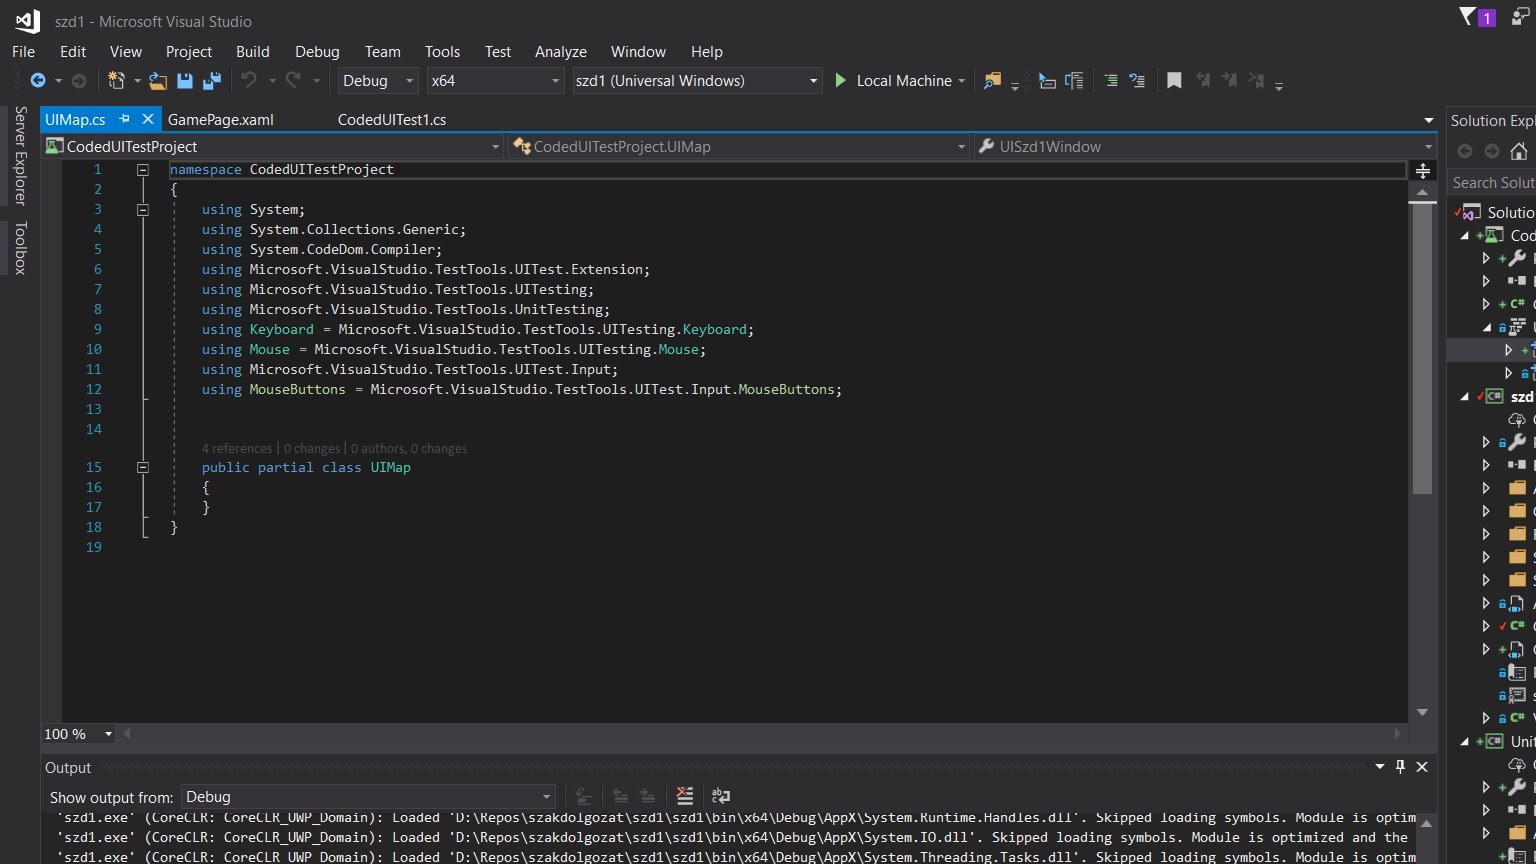 szd1 - Microsoft Visual Studio
1
File Edit View Project Build Debug Team Tools Test Analyze Window Help
Debug x64 szd1 (Universal Windows) Local Machine
Server Explorer
Toolbox
UIMap.cs GamePage.xaml CodedUITest1.cs
CodedUITestProject CodedUITestProject.UIMap UISzd1Window
1 namespace CodedUITestProject
2 {
3 using System;
4 using System.Collections.Generic;
5 using System.CodeDom.Compiler;
6 using Microsoft.VisualStudio.TestTools.UITest.Extension;
7 using Microsoft.VisualStudio.TestTools.UITesting;
8 using Microsoft.VisualStudio.TestTools.UnitTesting;
9 using Keyboard = Microsoft.VisualStudio.TestTools.UITesting.Keyboard;
10 using Mouse = Microsoft.VisualStudio.TestTools.UITesting.Mouse;
11 using Microsoft.VisualStudio.TestTools.UITest.Input;
12 using MouseButtons = Microsoft.VisualStudio.TestTools.UITest.Input.MouseButtons;
13
14
4 references | 0 changes | 0 authors, 0 changes
15 public partial class UIMap
16 {
17 }
18 }
19
100 %
Output
Show output from: Debug
'szd1.exe' (CoreCLR: CoreCLR_UWP_Domain): Loaded 'D:\Repos\szakdolgozat\szd1\szd1\bin\x64\Debug\AppX\System.Runtime.Handles.dll'. Skipped loading symbols. Module is optim
'szd1.exe' (CoreCLR: CoreCLR_UWP_Domain): Loaded 'D:\Repos\szakdolgozat\szd1\szd1\bin\x64\Debug\AppX\System.IO.dll'. Skipped loading symbols. Module is optimized and the
'szd1.exe' (CoreCLR: CoreCLR_UWP_Domain): Loaded 'D:\Repos\szakdolgozat\szd1\szd1\bin\x64\Debug\AppX\System.Threading.Tasks.dll'. Skipped loading symbols. Module is optim
Solution Expl
Search Solut
Solutio
Cod
szd
Unit